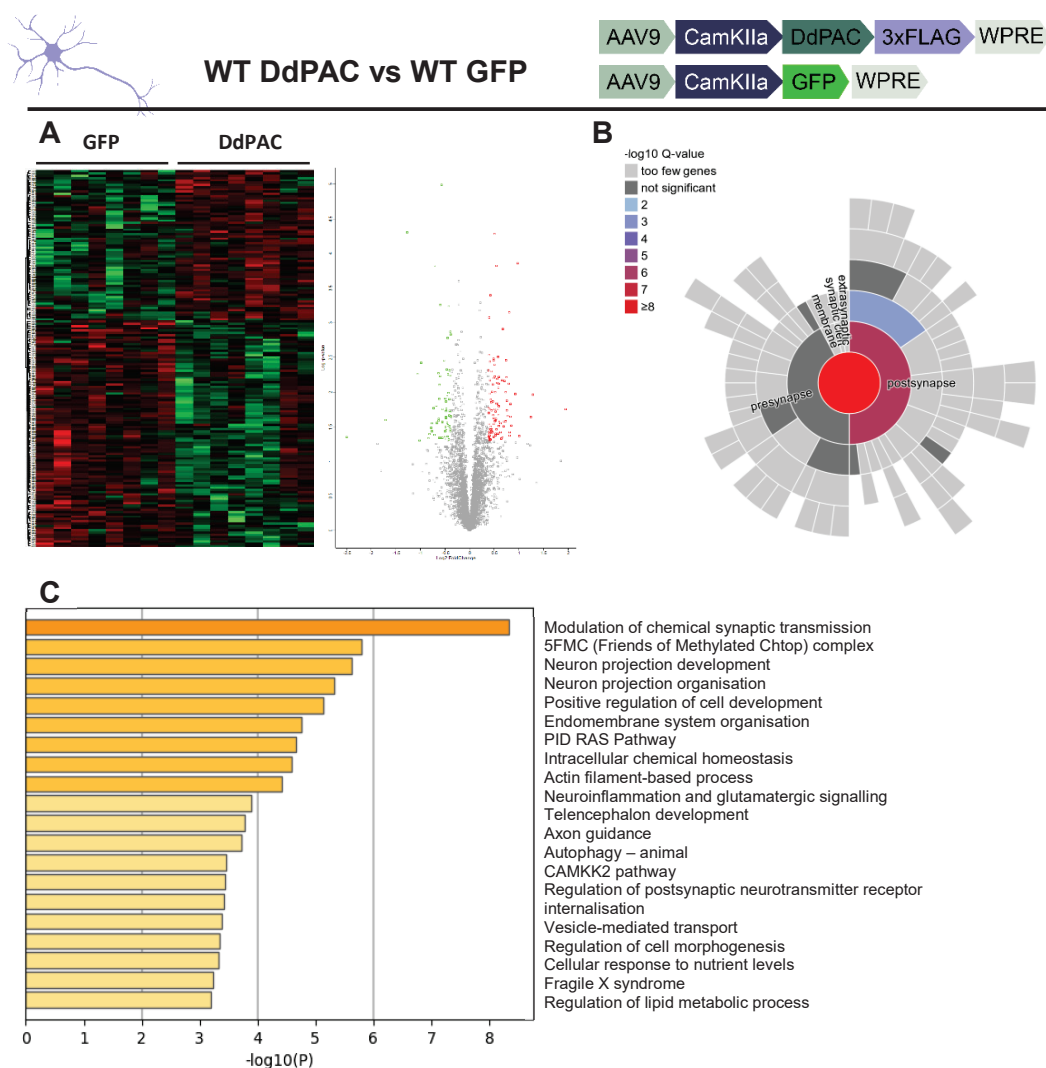 WT DdPAC vs WT GFP
AAV9 CamKIIa DdPAC 3xFLAG WPRE
AAV9 CamKIIa GFP WPRE
A
GFP DdPAC
B
-log10 Q-value
too few genes
not significant
2
3
4
5
6
7
≥8
extrasynaptic
synaptic cleft
membrane
presynapse
postsynapse
C
Modulation of chemical synaptic transmission
5FMC (Friends of Methylated Chtop) complex
Neuron projection development
Neuron projection organisation
Positive regulation of cell development
Endomembrane system organisation
PID RAS Pathway
Intracellular chemical homeostasis
Actin filament-based process
Neuroinflammation and glutamatergic signalling
Telencephalon development
Axon guidance
Autophagy – animal
CAMKK2 pathway
Regulation of postsynaptic neurotransmitter receptor
internalisation
Vesicle-mediated transport
Regulation of cell morphogenesis
Cellular response to nutrient levels
Fragile X syndrome
Regulation of lipid metabolic process
0 1 2 3 4 5 6 7 8
-log10(P)